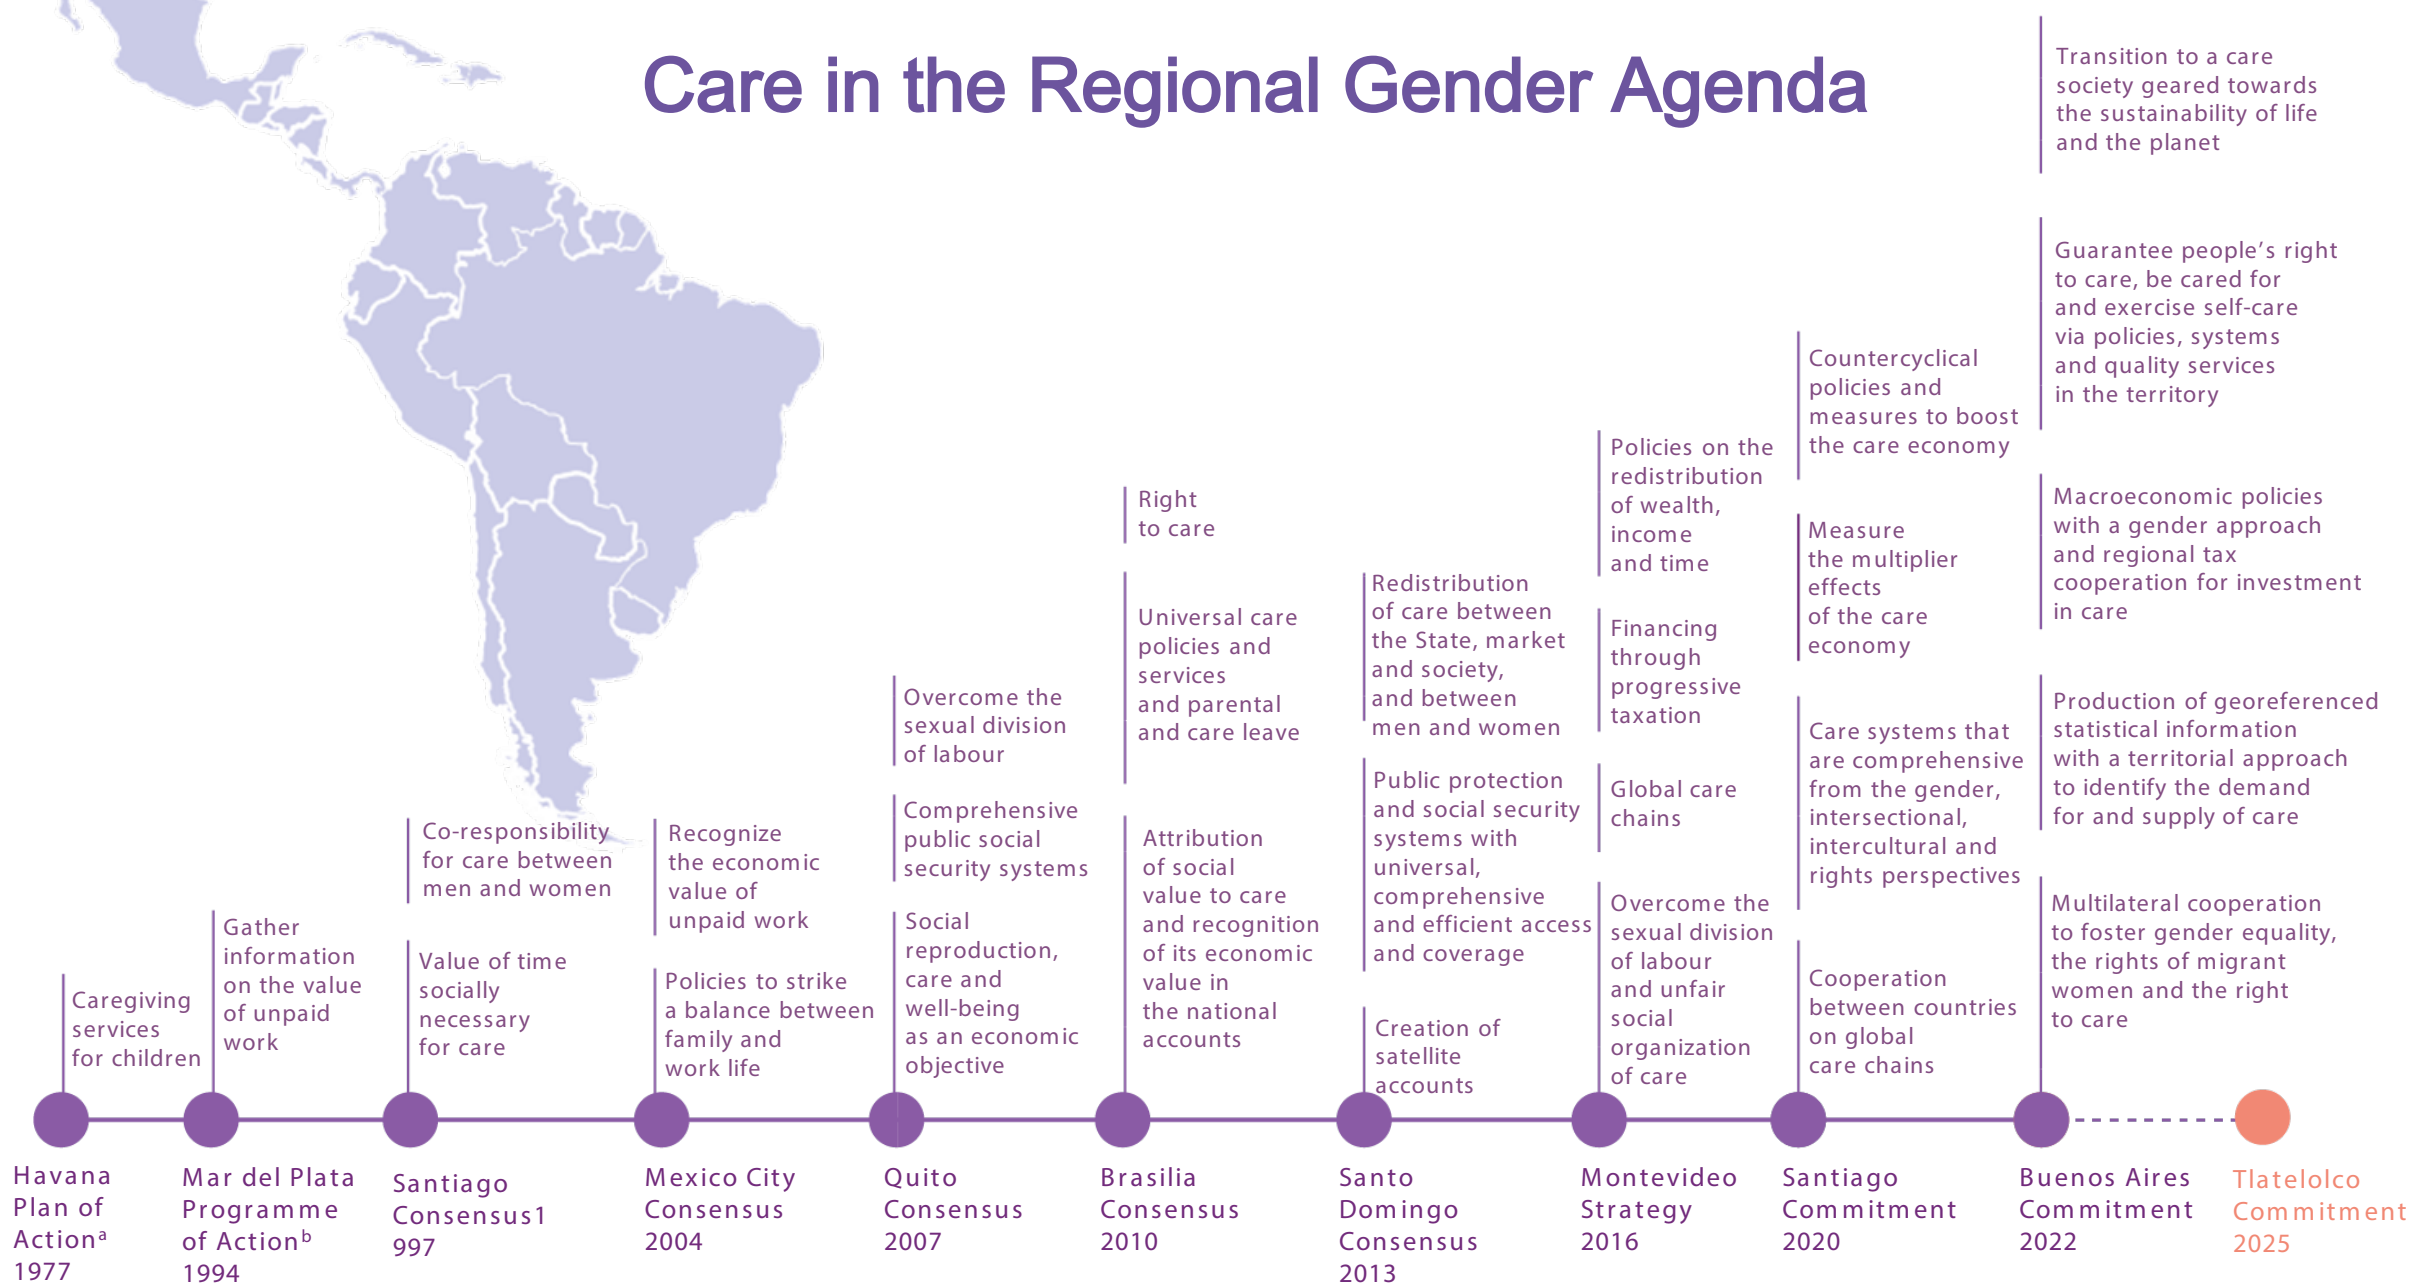 Care in the Regional Gender Agenda
Caregiving
services
for children
Havana
Plan of
Actionᵃ
1977
Gather
information
on the value
of unpaid
work
Mar del Plata
Programme
of Actionᵇ
1994
Co-responsibility
for care between
men and women
Value of time
socially
necessary
for care
Santiago
Consensus1
997
Recognize
the economic
value of
unpaid work
Policies to strike
a balance between
family and
work life
Mexico City
Consensus
2004
Overcome the
sexual division
of labour
Comprehensive
public social
security systems
Social
reproduction,
care and
well-being
as an economic
objective
Quito
Consensus
2007
Right
to care
Universal care
policies and
services
and parental
and care leave
Attribution
of social
value to care
and recognition
of its economic
value in
the national
accounts
Brasilia
Consensus
2010
Redistribution
of care between
the State, market
and society,
and between
men and women
Public protection
and social security
systems with
universal,
comprehensive
and efficient access
and coverage
Creation of
satellite
accounts
Santo
Domingo
Consensus
2013
Policies on the
redistribution
of wealth,
income
and time
Financing
through
progressive
taxation
Global care
chains
Overcome the
sexual division
of labour
and unfair
social
organization
of care
Montevideo
Strategy
2016
Countercyclical
policies and
measures to boost
the care economy
Measure
the multiplier
effects
of the care
economy
Care systems that
are comprehensive
from the gender,
intersectional,
intercultural and
rights perspectives
Cooperation
between countries
on global
care chains
Santiago
Commitment
2020
Transition to a care
society geared towards
the sustainability of life
and the planet
Guarantee people’s right
to care, be cared for
and exercise self-care
via policies, systems
and quality services
in the territory
Macroeconomic policies
with a gender approach
and regional tax
cooperation for investment
in care
Production of georeferenced
statistical information
with a territorial approach
to identify the demand
for and supply of care
Multilateral cooperation
to foster gender equality,
the rights of migrant
women and the right
to care
Buenos Aires
Commitment
2022
Tlatelolco
Commitment
2025